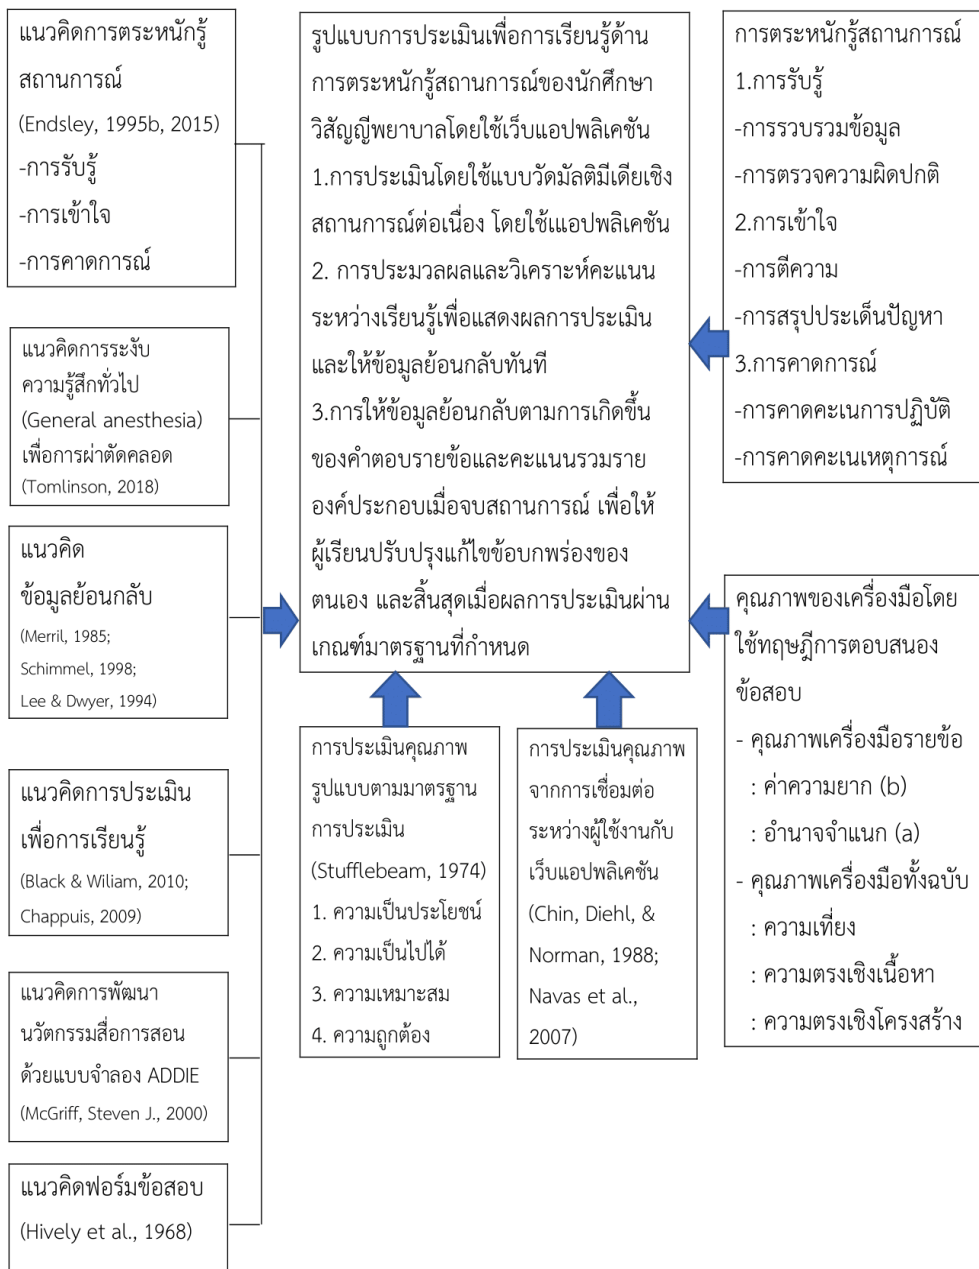 แนวคิดการตระหนักรู้
สถานการณ์
(Endsley, 1995b, 2015)
-การรับรู้
-การเข้าใจ
-การคาดการณ์
แนวคิดการระงับ
ความรู้สึกทั่วไป
(General anesthesia)
เพื่อการผ่าตัดคลอด
(Tomlinson, 2018)
แนวคิด
ข้อมูลย้อนกลับ
(Merril, 1985;
Schimmel, 1998;
Lee & Dwyer, 1994)
แนวคิดการประเมิน
เพื่อการเรียนรู้
(Black & Wiliam, 2010;
Chappuis, 2009)
แนวคิดการพัฒนา
นวัตกรรมสื่อการสอน
ด้วยแบบจำลอง ADDIE
(McGriff, Steven J., 2000)
แนวคิดฟอร์มข้อสอบ
(Hively et al., 1968)
รูปแบบการประเมินเพื่อการเรียนรู้ด้าน
การตระหนักรู้สถานการณ์ของนักศึกษา
วิสัญญีพยาบาลโดยใช้เว็บแอปพลิเคชัน
1.การประเมินโดยใช้แบบวัดมัลติมีเดียเชิง
สถานการณ์ต่อเนื่อง โดยใช้เเอปพลิเคชัน
2. การประมวลผลและวิเคราะห์คะแนน
ระหว่างเรียนรู้เพื่อแสดงผลการประเมิน
และให้ข้อมูลย้อนกลับทันที
3.การให้ข้อมูลย้อนกลับตามการเกิดขึ้น
ของคำตอบรายข้อและคะแนนรวมราย
องค์ประกอบเมื่อจบสถานการณ์ เพื่อให้
ผู้เรียนปรับปรุงแก้ไขข้อบกพร่องของ
ตนเอง และสิ้นสุดเมื่อผลการประเมินผ่าน
เกณฑ์มาตรฐานที่กำหนด
การประเมินคุณภาพ
รูปแบบตามมาตรฐาน
การประเมิน
(Stufflebeam, 1974)
1. ความเป็นประโยชน์
2. ความเป็นไปได้
3. ความเหมาะสม
4. ความถูกต้อง
การประเมินคุณภาพ
จากการเชื่อมต่อ
ระหว่างผู้ใช้งานกับ
เว็บแอปพลิเคชัน
(Chin, Diehl, &
Norman, 1988;
Navas et al.,
2007)
การตระหนักรู้สถานการณ์
1.การรับรู้
-การรวบรวมข้อมูล
-การตรวจความผิดปกติ
2.การเข้าใจ
-การตีความ
-การสรุปประเด็นปัญหา
3.การคาดการณ์
-การคาดคะเนการปฏิบัติ
-การคาดคะเนเหตุการณ์
คุณภาพของเครื่องมือโดย
ใช้ทฤษฎีการตอบสนอง
ข้อสอบ
- คุณภาพเครื่องมือรายข้อ
: ค่าความยาก (b)
: อำนาจจำแนก (a)
- คุณภาพเครื่องมือทั้งฉบับ
: ความเที่ยง
: ความตรงเชิงเนื้อหา
: ความตรงเชิงโครงสร้าง